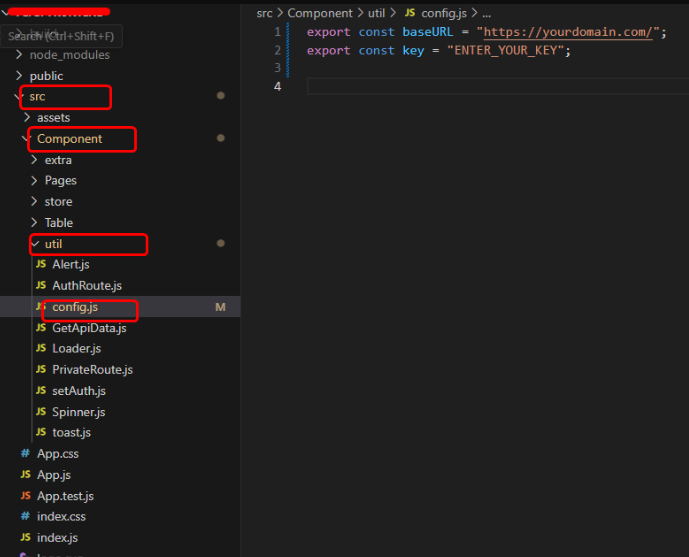 src > Component > util > JS config.js > ...
Search (Ctrl+Shift+F)
node_modules
public
src
assets
Component
extra
Pages
store
Table
util
JS Alert.js
JS AuthRoute.js
JS config.js M
JS GetApiData.js
JS Loader.js
JS PrivateRoute.js
JS setAuth.js
JS Spinner.js
JS toast.js
# App.css
JS App.js
JS App.test.js
# index.css
JS index.js
1 export const baseURL = "https://yourdomain.com/";
2 export const key = "ENTER_YOUR_KEY";
3
4